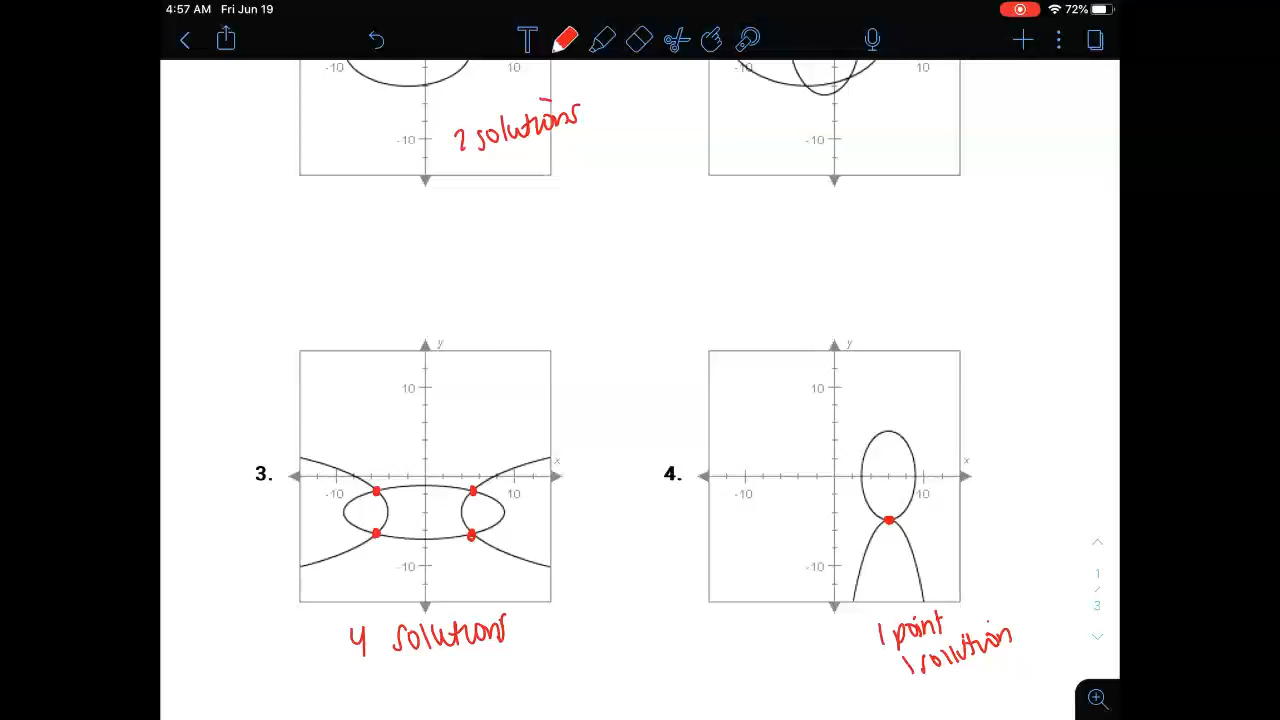 4:57 AM Fri Jun 19
72%
T
-10 10
-10
2 solutions
-10 10
-10
3.
y
x
10
-10 10
-10
4 solutions
4.
y
x
10
-10 10
-10
1 point
1 solution
1
/
3